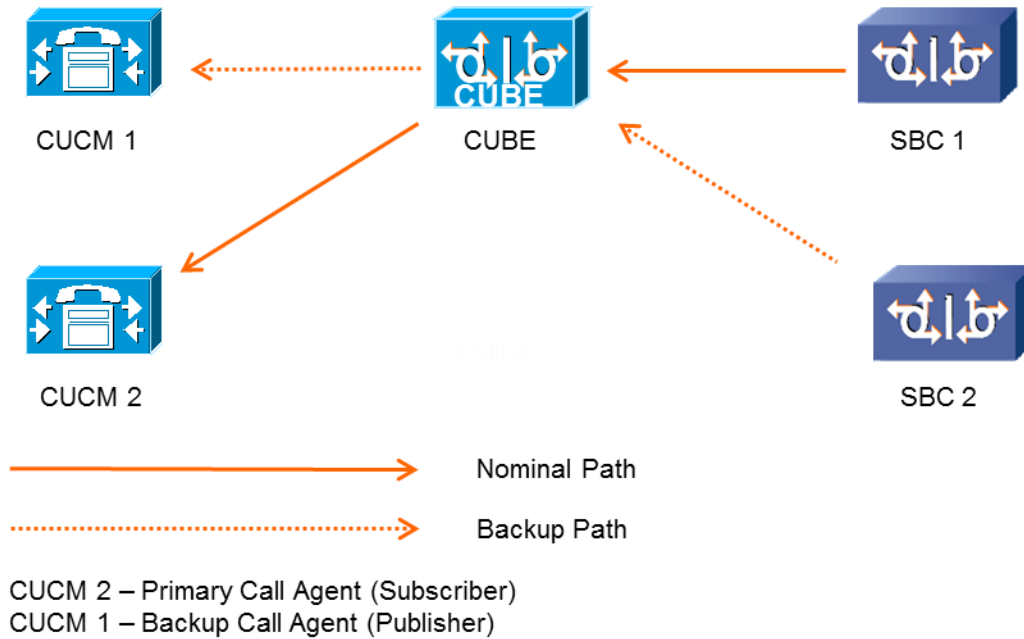 CUBE
CUCM 1
CUBE
SBC 1
CUCM 2
SBC 2
Nominal Path
Backup Path
CUCM 2 – Primary Call Agent (Subscriber)
CUCM 1 – Backup Call Agent (Publisher)